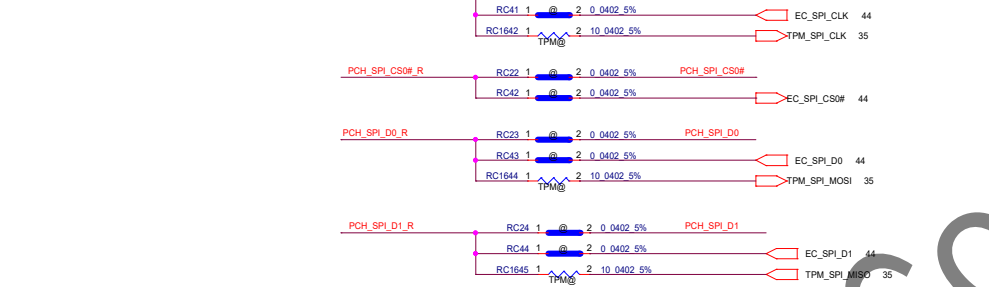 RC41 1 @ 2 0_0402_5% EC_SPI_CLK 44
RC1642 1 2 10_0402_5% TPM_SPI_CLK 35
TPM@
PCH_SPI_CS0#_R RC22 1 @ 2 0_0402_5% PCH_SPI_CS0#
RC42 1 @ 2 0_0402_5% EC_SPI_CS0# 44
PCH_SPI_D0_R RC23 1 @ 2 0_0402_5% PCH_SPI_D0
RC43 1 @ 2 0_0402_5% EC_SPI_D0 44
RC1644 1 2 10_0402_5% TPM_SPI_MOSI 35
TPM@
PCH_SPI_D1_R RC24 1 @ 2 0_0402_5% PCH_SPI_D1
RC44 1 @ 2 0_0402_5% EC_SPI_D1 44
RC1645 1 2 10_0402_5% TPM_SPI_MISO 35
TPM@